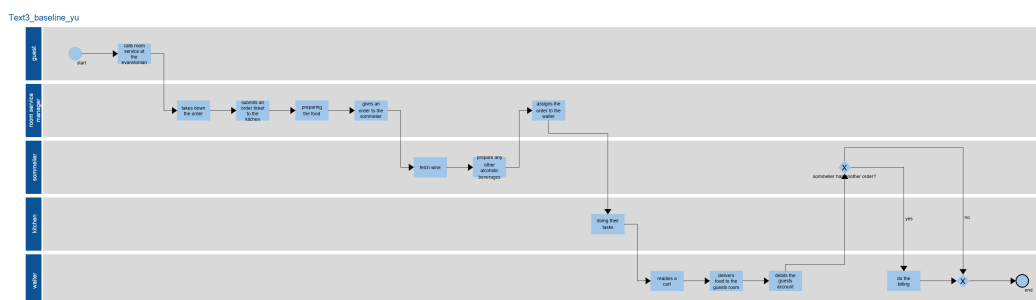 Text3_baseline_yu
guest
start
calls room
service at
the
evanstonian
room service
manager
takes down
the order
submits an
order ticket
to the
kitchen
preparing
the food
gives an
order to the
sommelier
assigns the
order to the
waiter
sommelier
fetch wine
prepare any
other
alcoholic
beverages
X
sommelier has another order?
yes
no
kitchen
doing their
tasks
waiter
readies a
cart
delivers
food to the
guests room
debits the
guests
account
do the
billing
X
end